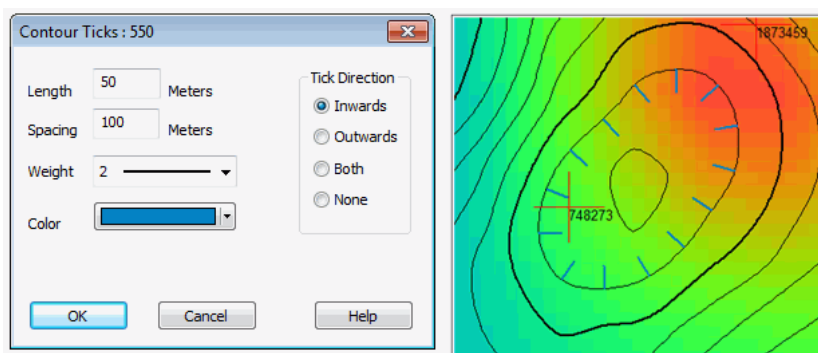 Contour Ticks : 550
Length 50 Meters
Spacing 100 Meters
Weight 2
Color
Tick Direction
Inwards
Outwards
Both
None
OK Cancel Help
1873459
748273